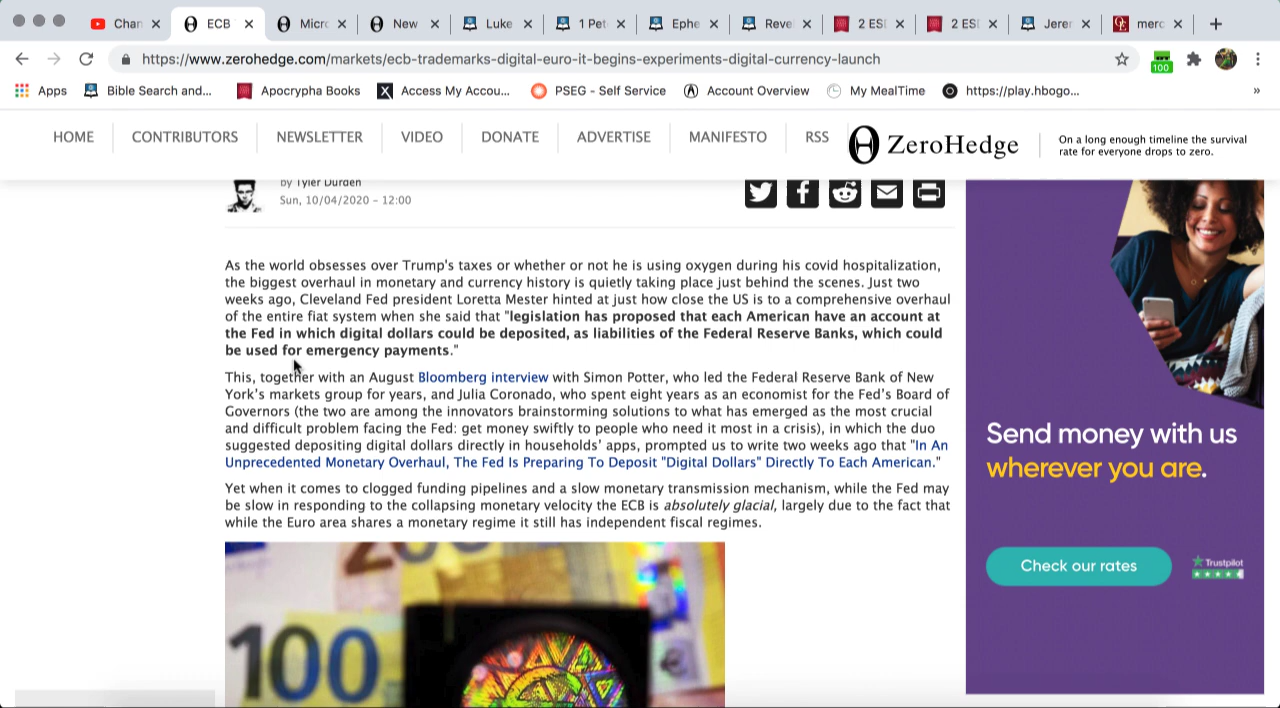 Chan
ECB
Micro
New
Luke
1 Pet
Ephe
Reve
2 ESD
2 ESD
Jerem
merc
https://www.zerohedge.com/markets/ecb-trademarks-digital-euro-it-begins-experiments-digital-currency-launch
100
Apps
Bible Search and...
Apocrypha Books
Access My Accou...
PSEG - Self Service
Account Overview
My MealTime
https://play.hbogo...
»
HOME
CONTRIBUTORS
NEWSLETTER
VIDEO
DONATE
ADVERTISE
MANIFESTO
RSS
ZeroHedge
On a long enough timeline the survival
rate for everyone drops to zero.
by Tyler Durden
Sun, 10/04/2020 - 12:00
As the world obsesses over Trump's taxes or whether or not he is using oxygen during his covid hospitalization,
the biggest overhaul in monetary and currency history is quietly taking place just behind the scenes. Just two
weeks ago, Cleveland Fed president Loretta Mester hinted at just how close the US is to a comprehensive overhaul
of the entire fiat system when she said that "legislation has proposed that each American have an account at
the Fed in which digital dollars could be deposited, as liabilities of the Federal Reserve Banks, which could
be used for emergency payments."
This, together with an August Bloomberg interview with Simon Potter, who led the Federal Reserve Bank of New
York's markets group for years, and Julia Coronado, who spent eight years as an economist for the Fed's Board of
Governors (the two are among the innovators brainstorming solutions to what has emerged as the most crucial
and difficult problem facing the Fed: get money swiftly to people who need it most in a crisis), in which the duo
suggested depositing digital dollars directly in households' apps, prompted us to write two weeks ago that "In An
Unprecedented Monetary Overhaul, The Fed Is Preparing To Deposit "Digital Dollars" Directly To Each American."
Yet when it comes to clogged funding pipelines and a slow monetary transmission mechanism, while the Fed may
be slow in responding to the collapsing monetary velocity the ECB is absolutely glacial, largely due to the fact that
while the Euro area shares a monetary regime it still has independent fiscal regimes.
100
Send money with us
wherever you are.
Check our rates
Trustpilot